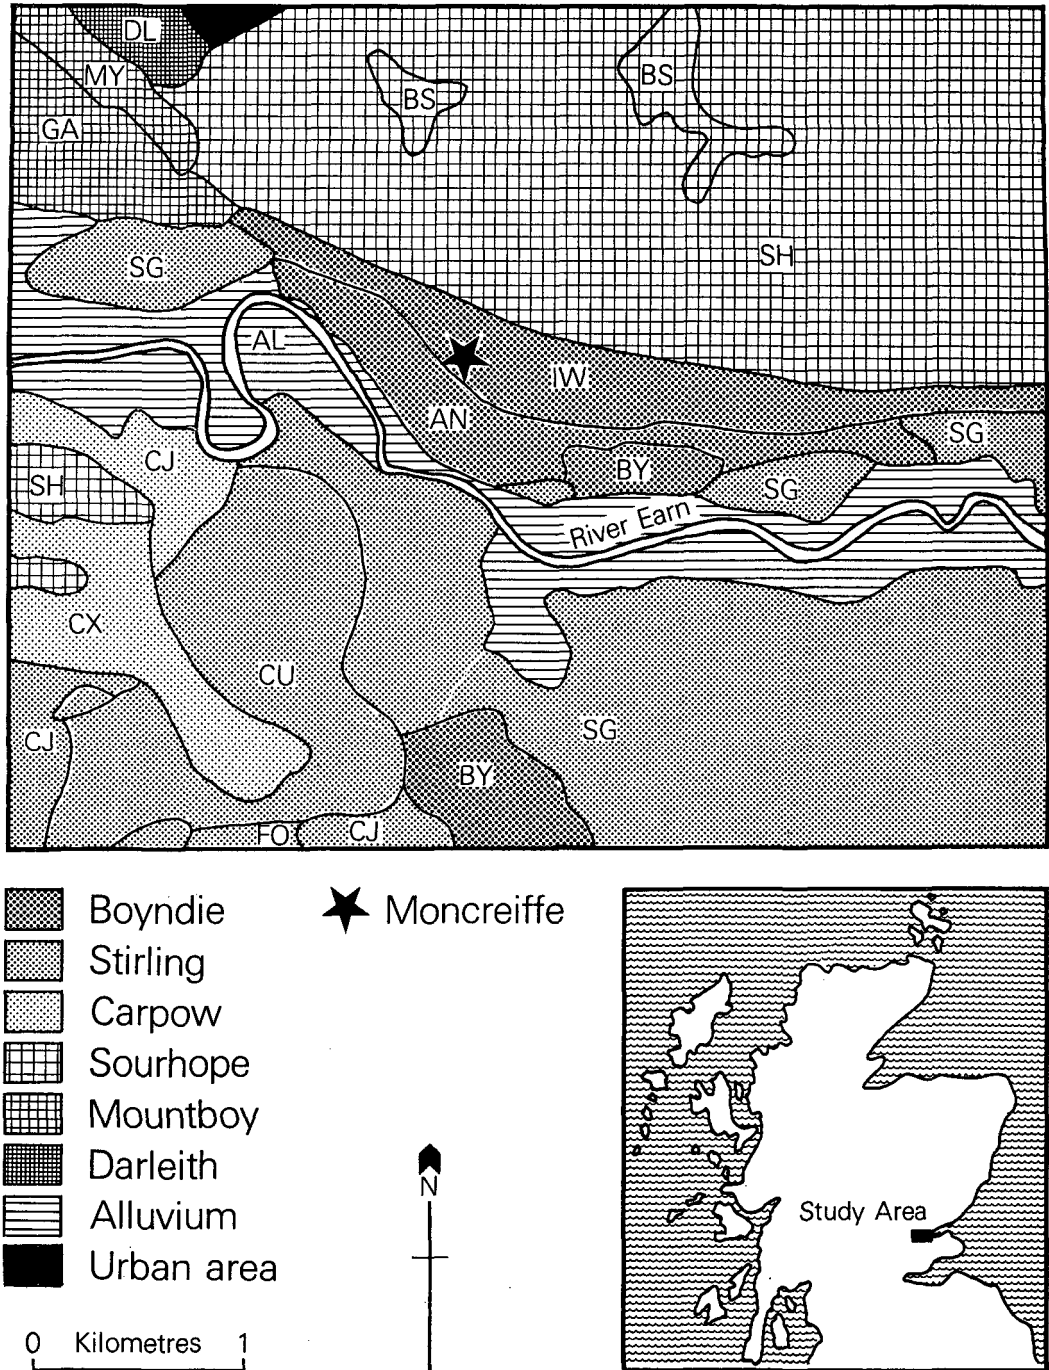 DL
MY
GA
BS
BS
SG
SH
AL
IW
AN
SG
CJ
BY
SG
SH
River Earn
CX
CU
SG
CJ
BY
FO
CJ
Boyndie
Stirling
Carpow
Sourhope
Mountboy
Darleith
Alluvium
Urban area
0 Kilometres 1
Moncreiffe
N
Study Area